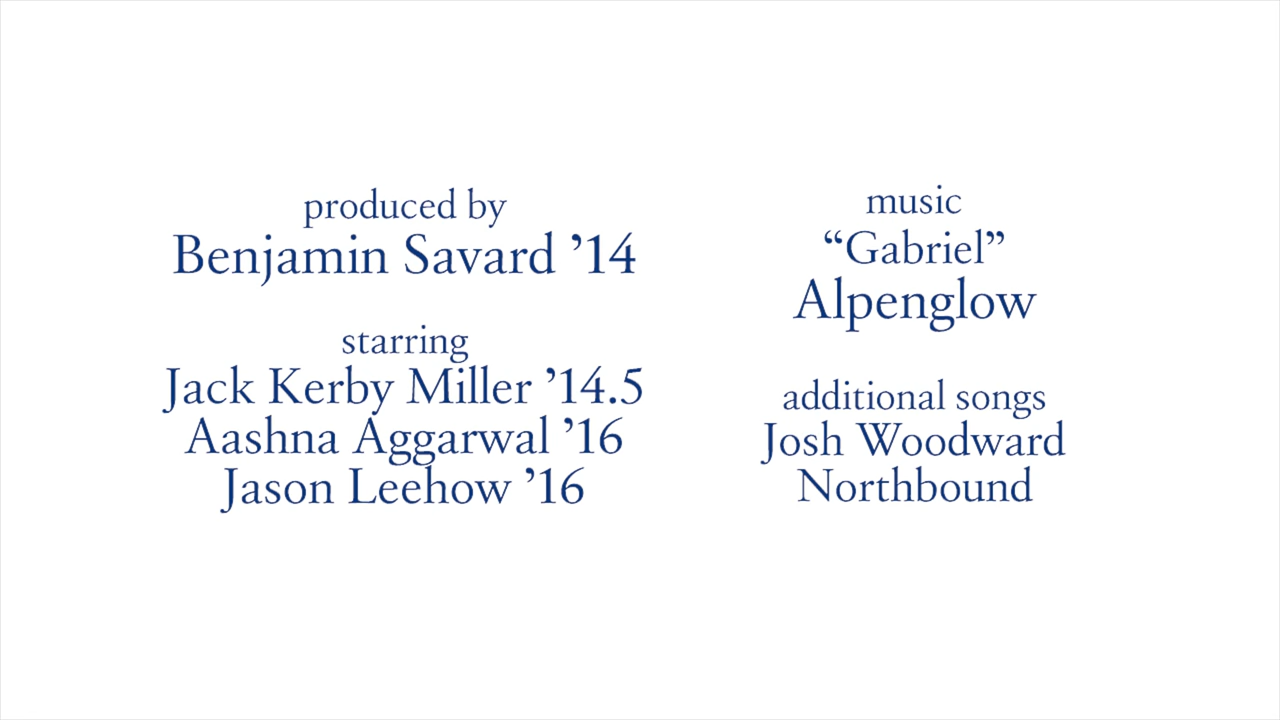 produced by
Benjamin Savard ’14
starring
Jack Kerby Miller ’14.5
Aashna Aggarwal ’16
Jason Leehow ’16
music
“Gabriel”
Alpenglow
additional songs
Josh Woodward
Northbound